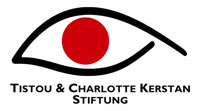 TISTOU & CHARLOTTE KERSTAN
STIFTUNG